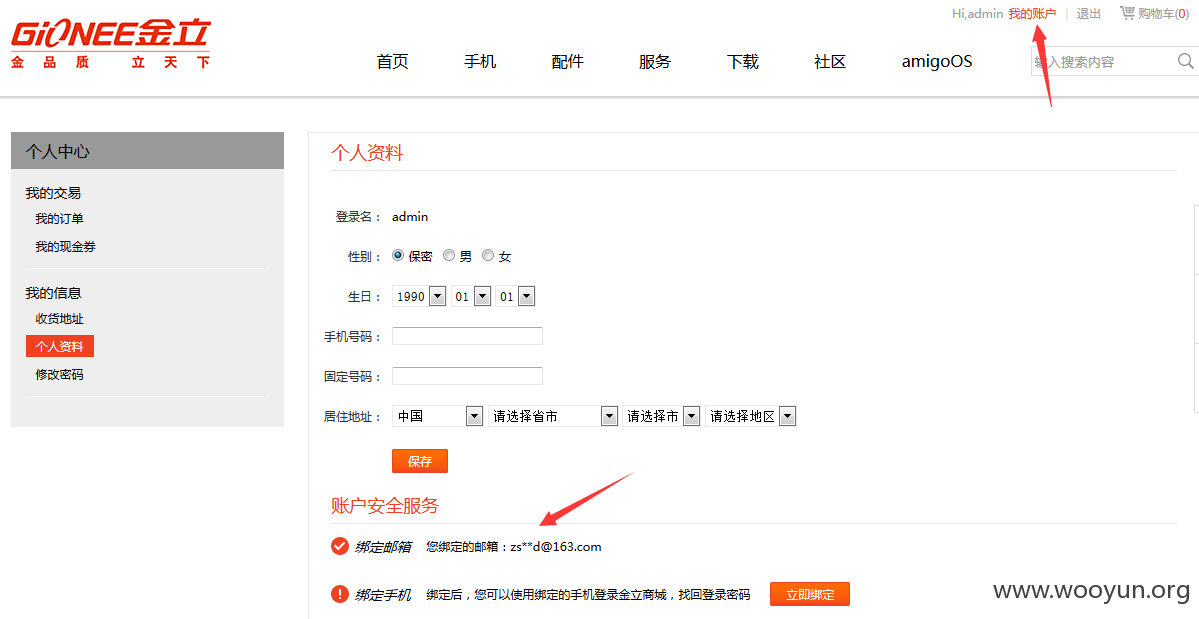 Hi,admin 我的账户 | 退出 购物车(0)
GiONEE金立
金 品 质 立 天 下
首页 手机 配件 服务 下载 社区 amigoOS
输入搜索内容
个人中心
我的交易
我的订单
我的现金券
我的信息
收货地址
个人资料
修改密码
个人资料
登录名： admin
性别： 保密 男 女
生日： 1990 01 01
手机号码：
固定号码：
居住地址： 中国 请选择省市 请选择市 请选择地区
保存
账户安全服务
绑定邮箱 您绑定的邮箱：zs**d@163.com
绑定手机 绑定后，您可以使用绑定的手机登录金立商城，找回登录密码 立即绑定
www.wooyun.org